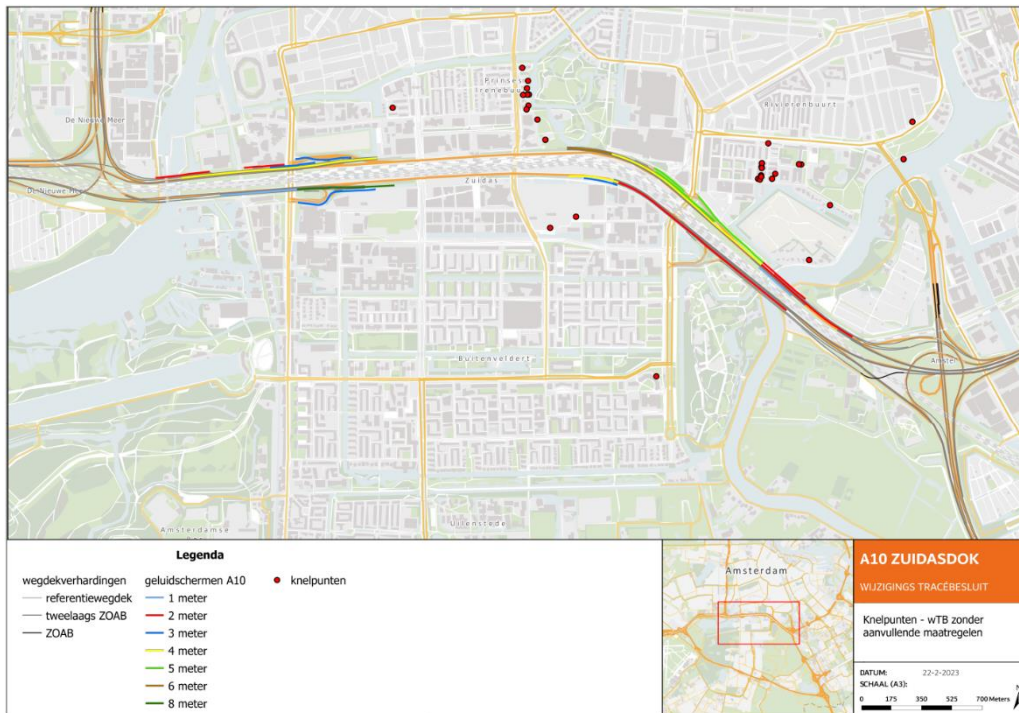 Prinses
Irenebuurt
Rivierenbuurt
De Nieuwe Meer
Zuidas
De Nieuwe Meer
Buitenveldert
Amstel
Uilenstede
Amsterdamse
Legenda
wegdekverhardingen
referentiewegdek
tweelaags ZOAB
ZOAB
geluidschermen A10
1 meter
2 meter
3 meter
4 meter
5 meter
6 meter
8 meter
knelpunten
Amsterdam
A10 ZUIDASDOK
WIJZIGINGS TRACÉBESLUIT
Knelpunten - wTB zonder
aanvullende maatregelen
DATUM: 22-2-2023
SCHAAL (A3):
0 175 350 525 700 Meters
N